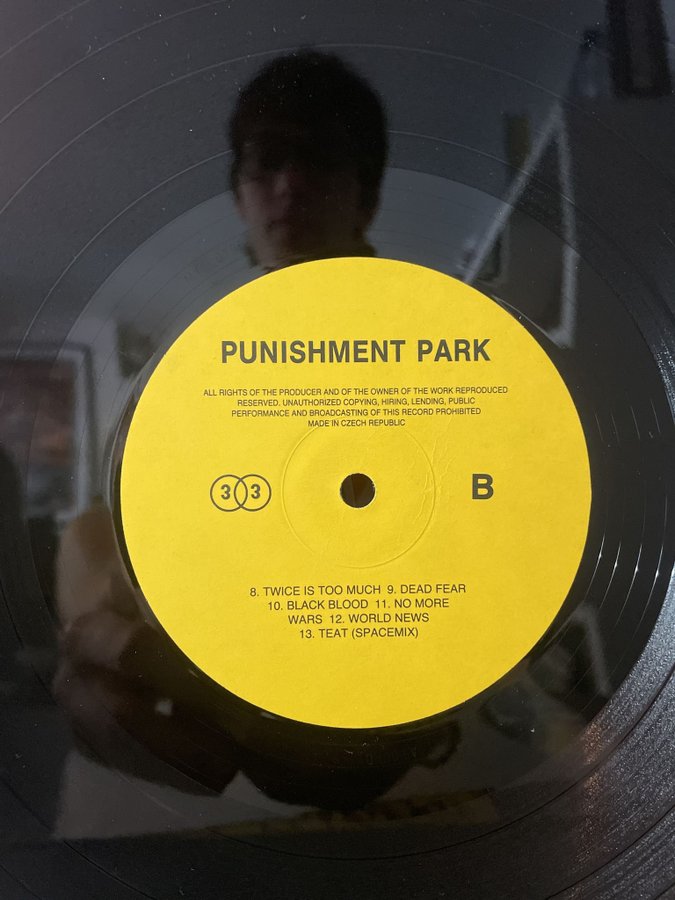 PUNISHMENT PARK
ALL RIGHTS OF THE PRODUCER AND OF THE OWNER OF THE WORK REPRODUCED
RESERVED. UNAUTHORIZED COPYING, HIRING, LENDING, PUBLIC
PERFORMANCE AND BROADCASTING OF THIS RECORD PROHIBITED
MADE IN CZECH REPUBLIC
33 B
8. TWICE IS TOO MUCH 9. DEAD FEAR
10. BLACK BLOOD 11. NO MORE
WARS 12. WORLD NEWS
13. TEAT (SPACEMIX)